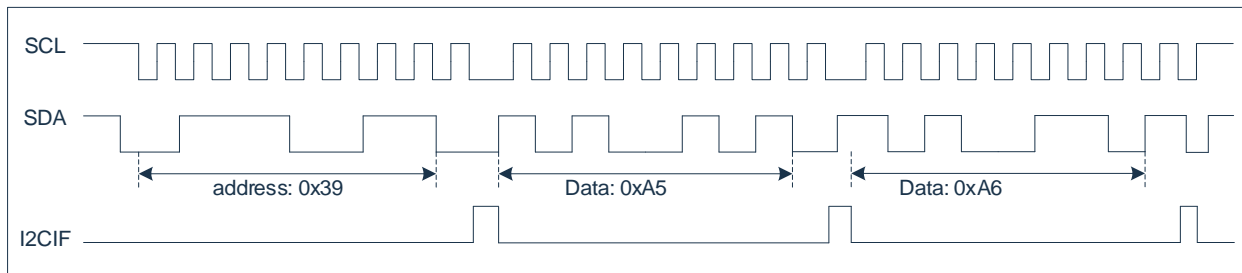 SCL
SDA
address: 0x39
Data: 0xA5
Data: 0xA6
I2CIF